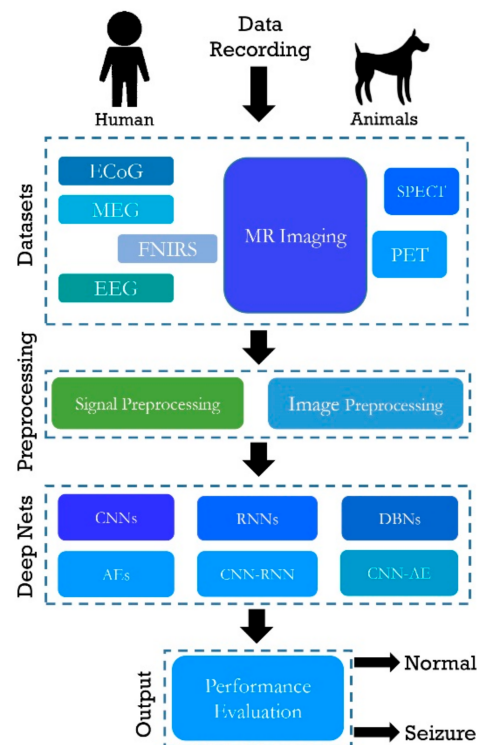 Data
Recording
Human
Animals
Datasets
ECoG
MEG
FNIRS
EEG
MR Imaging
SPECT
PET
Preprocessing
Signal Preprocessing
Image Preprocessing
Deep Nets
CNNs
RNNs
DBNs
AEs
CNN-RNN
CNN-AE
Output
Performance
Evaluation
Normal
Seizure